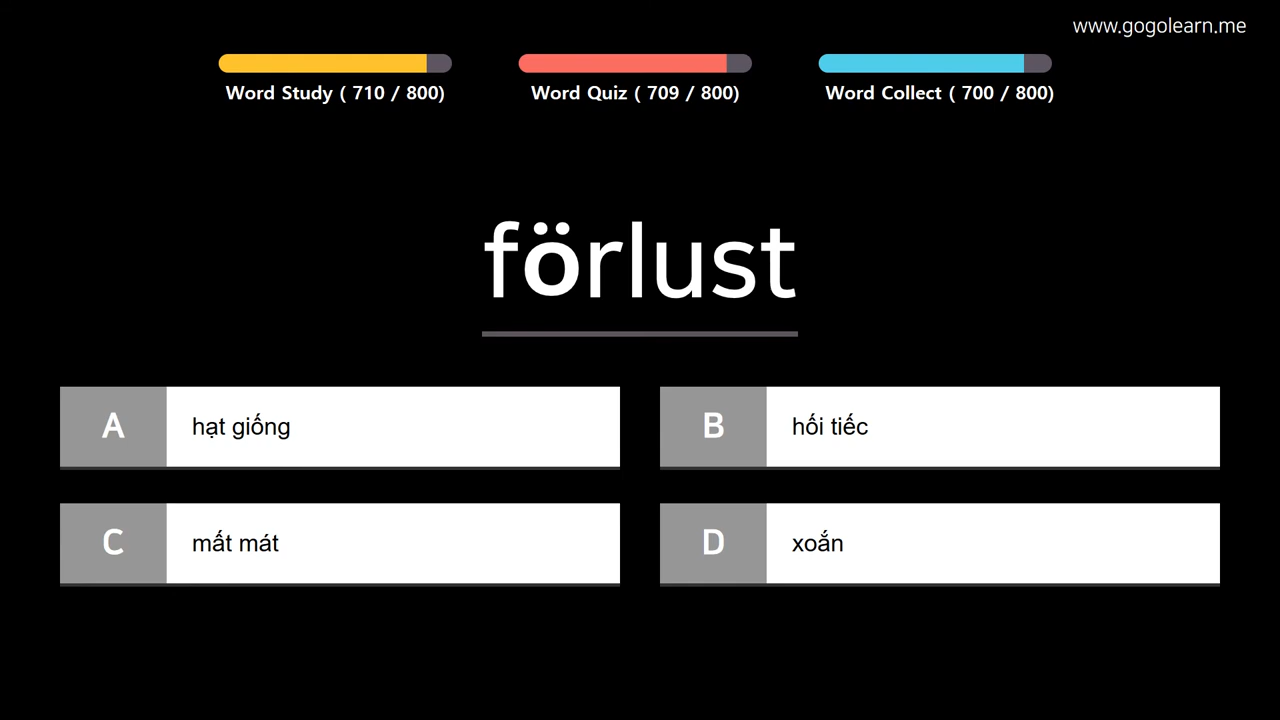 www.gogolearn.me
Word Study ( 710 / 800)
Word Quiz ( 709 / 800)
Word Collect ( 700 / 800)
förlust
A hạt giống
B hối tiếc
C mất mát
D xoắn